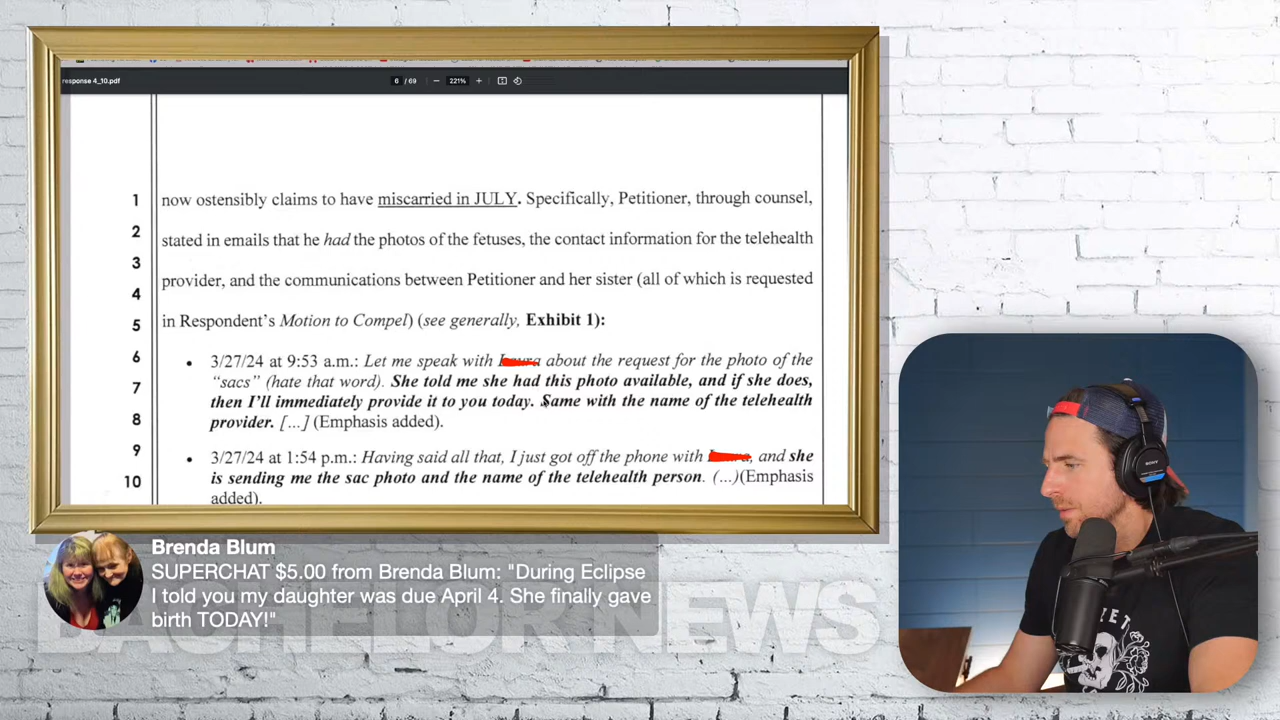 response 4_10.pdf
6 / 69
221%
1 now ostensibly claims to have miscarried in JULY. Specifically, Petitioner, through counsel,
2 stated in emails that he had the photos of the fetuses, the contact information for the telehealth
3
4 provider, and the communications between Petitioner and her sister (all of which is requested
5 in Respondent's Motion to Compel) (see generally, Exhibit 1):
6 • 3/27/24 at 9:53 a.m.: Let me speak with about the request for the photo of the
7 "sacs" (hate that word). She told me she had this photo available, and if she does,
then I'll immediately provide it to you today. Same with the name of the telehealth
8 provider. [...] (Emphasis added).
9 • 3/27/24 at 1:54 p.m.: Having said all that, I just got off the phone with , and she
10 is sending me the sac photo and the name of the telehealth person. (...)(Emphasis
added).
Brenda Blum
SUPERCHAT $5.00 from Brenda Blum: "During Eclipse
I told you my daughter was due April 4. She finally gave
birth TODAY!"
BACHELOR NEWS
SONY